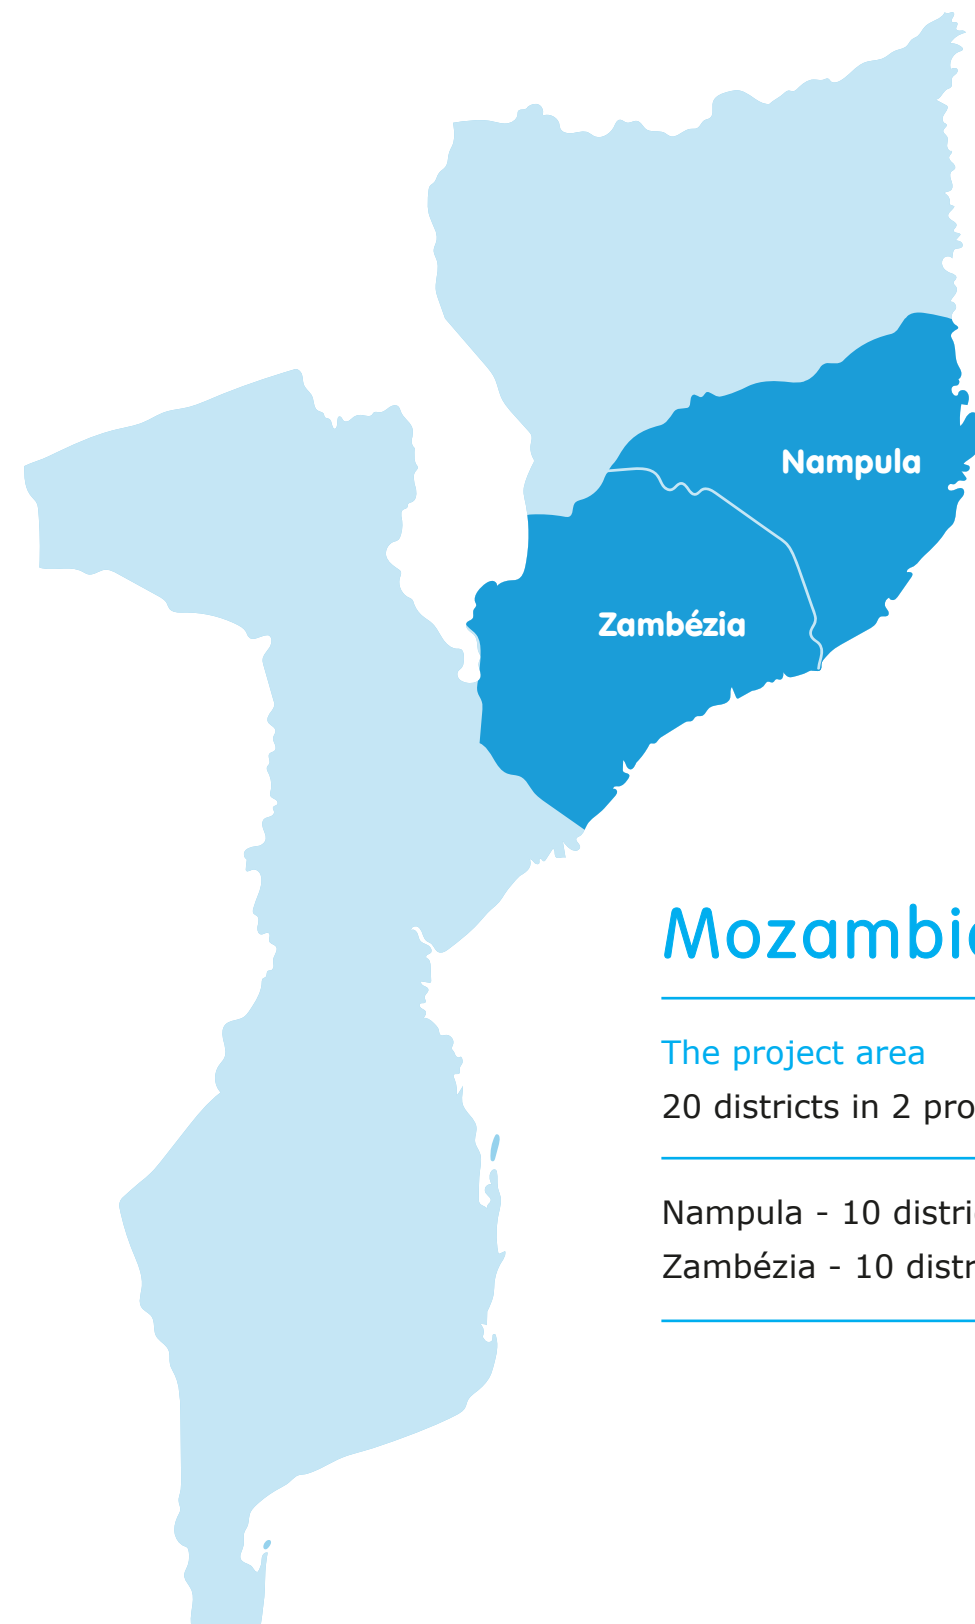 Nampula
Zambézia
Mozambi
The project area
20 districts in 2 pro
Nampula - 10 distri
Zambézia - 10 distr